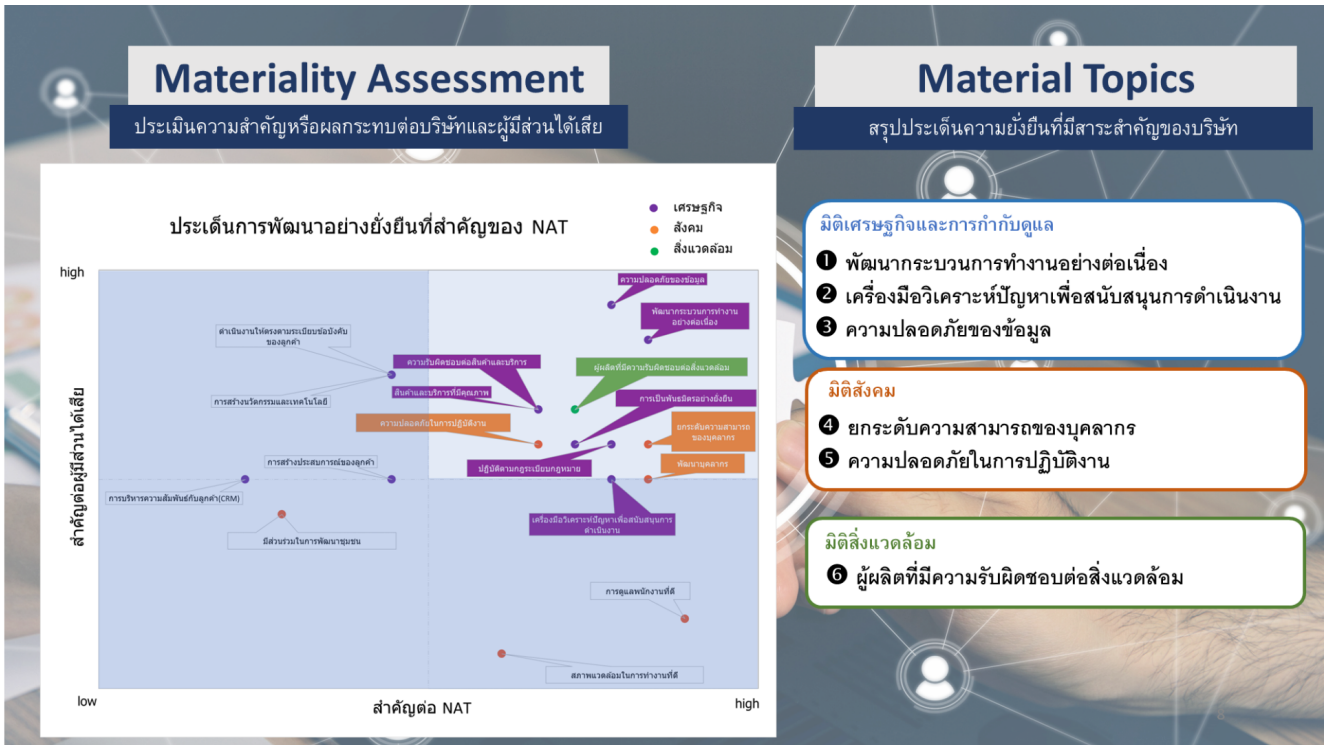 Materiality Assessment
ประเมินความสำคัญหรือผลกระทบต่อบริษัทและผู้มีส่วนได้เสีย
ประเด็นการพัฒนาอย่างยั่งยืนที่สำคัญของ NAT
เศรษฐกิจ
สังคม
สิ่งแวดล้อม
high
ความปลอดภัยของข้อมูล
พัฒนากระบวนการทำงาน
อย่างต่อเนื่อง
ดำเนินงานให้ตรงตามระเบียบข้อบังคับ
ของลูกค้า
ความรับผิดชอบต่อสินค้าและบริการ
ผู้ผลิตที่มีความรับผิดชอบต่อสิ่งแวดล้อม
สินค้าและบริการที่มีคุณภาพ
การสร้างนวัตกรรมและเทคโนโลยี
การเป็นพันธมิตรอย่างยั่งยืน
ความปลอดภัยในการปฏิบัติงาน
ยกระดับความสามารถ
ของบุคลากร
การสร้างประสบการณ์ของลูกค้า
ปฏิบัติตามกฎระเบียบกฎหมาย
พัฒนาบุคลากร
การบริหารความสัมพันธ์กับลูกค้า(CRM)
เครื่องมือวิเคราะห์ปัญหาเพื่อสนับสนุนการ
ดำเนินงาน
มีส่วนร่วมในการพัฒนาชุมชน
การดูแลพนักงานที่ดี
สภาพแวดล้อมในการทำงานที่ดี
สำคัญต่อผู้มีส่วนได้เสีย
low
สำคัญต่อ NAT
high
Material Topics
สรุปประเด็นความยั่งยืนที่มีสาระสำคัญของบริษัท
มิติเศรษฐกิจและการกำกับดูแล
❶ พัฒนากระบวนการทำงานอย่างต่อเนื่อง
❷ เครื่องมือวิเคราะห์ปัญหาเพื่อสนับสนุนการดำเนินงาน
❸ ความปลอดภัยของข้อมูล
มิติสังคม
❹ ยกระดับความสามารถของบุคลากร
❺ ความปลอดภัยในการปฏิบัติงาน
มิติสิ่งแวดล้อม
❻ ผู้ผลิตที่มีความรับผิดชอบต่อสิ่งแวดล้อม